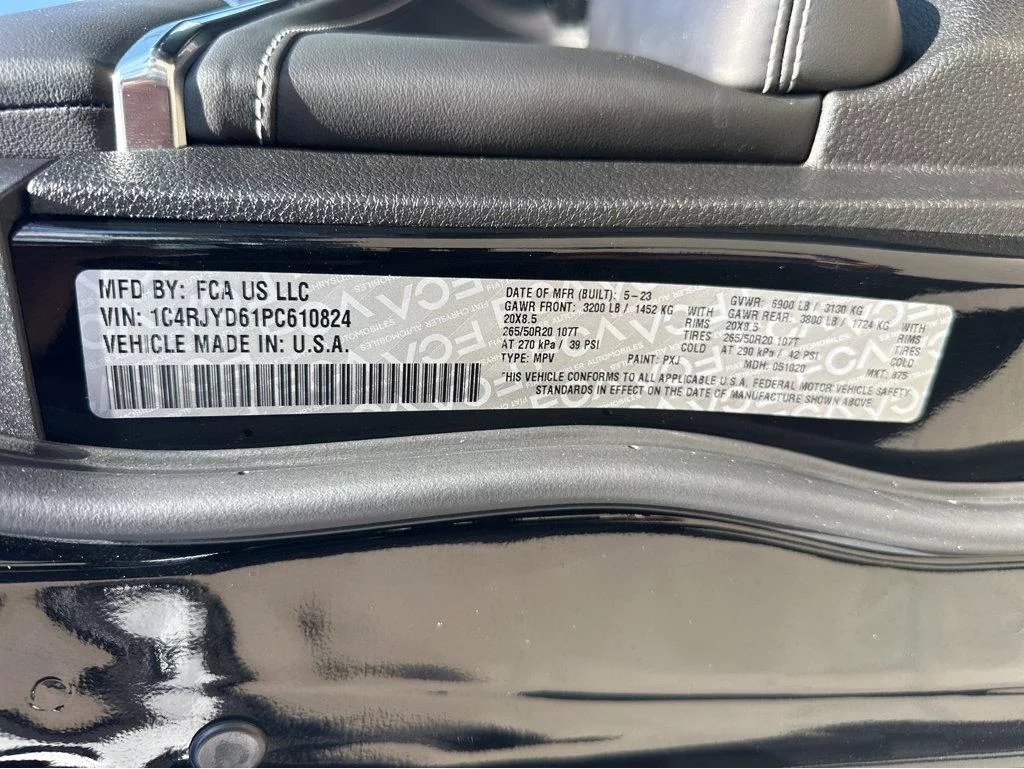 MFD BY: FCA US LLC
VIN: 1C4RJYD61PC610824
VEHICLE MADE IN: U.S.A.
DATE OF MFR (BUILT): 5-23 GVWR: 6900 LB / 3130 KG
GAWR FRONT: 3200 LB / 1452 KG WITH GAWR REAR: 3800 LB / 1724 KG WITH
20X8.5 RIMS 20X8.5 RIMS
265/50R20 107T TIRES 265/50R20 107T TIRES
AT 270 kPa / 39 PSI COLD AT 290 kPa / 42 PSI COLD
TYPE: MPV PAINT: PXJ MDH: 051020 MXT: 875
THIS VEHICLE CONFORMS TO ALL APPLICABLE U.S.A. FEDERAL MOTOR VEHICLE SAFETY
STANDARDS IN EFFECT ON THE DATE OF MANUFACTURE SHOWN ABOVE.